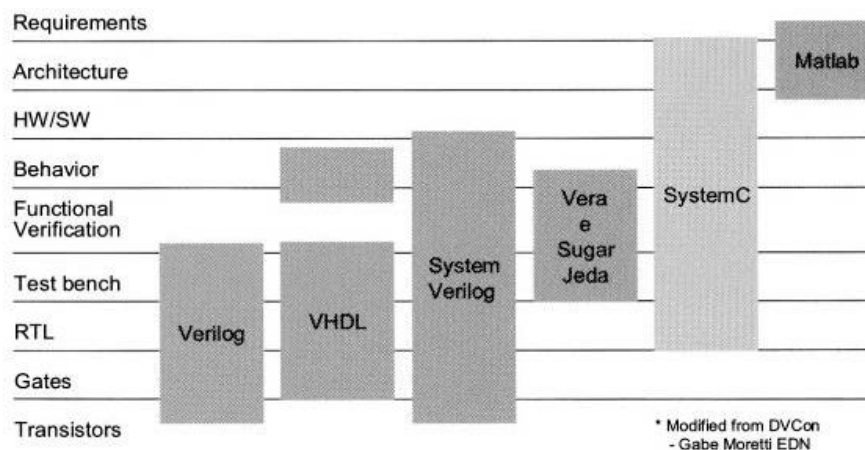 Requirements
Architecture
HW/SW
Behavior
Functional
Verification
Test bench
RTL
Gates
Transistors
Verilog
VHDL
System
Verilog
Vera
e
Sugar
Jeda
SystemC
Matlab
* Modified from DVCon
- Gabe Moretti EDN